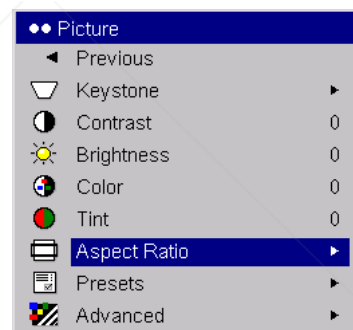 Picture
Previous
Keystone
Contrast 0
Brightness 0
Color 0
Tint 0
Aspect Ratio
Presets
Advanced